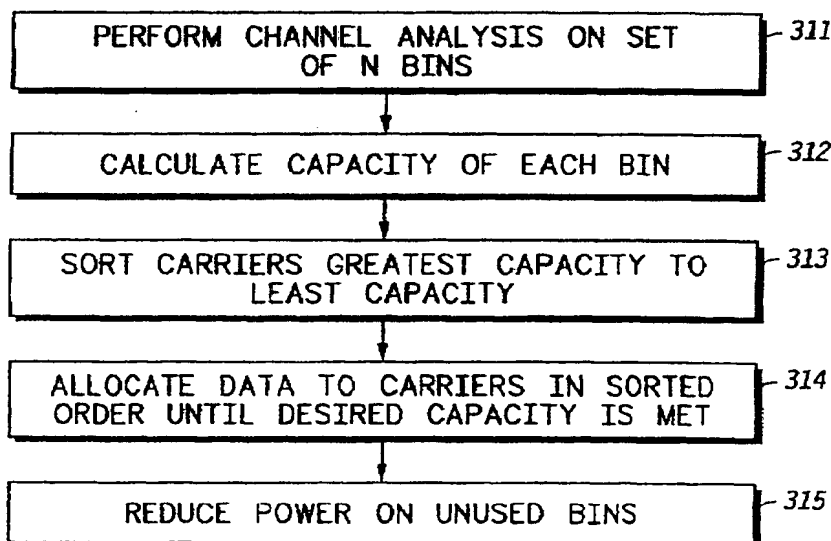 PERFORM CHANNEL ANALYSIS ON SET
OF N BINS
311
CALCULATE CAPACITY OF EACH BIN
312
SORT CARRIERS GREATEST CAPACITY TO
LEAST CAPACITY
313
ALLOCATE DATA TO CARRIERS IN SORTED
ORDER UNTIL DESIRED CAPACITY IS MET
314
REDUCE POWER ON UNUSED BINS
315